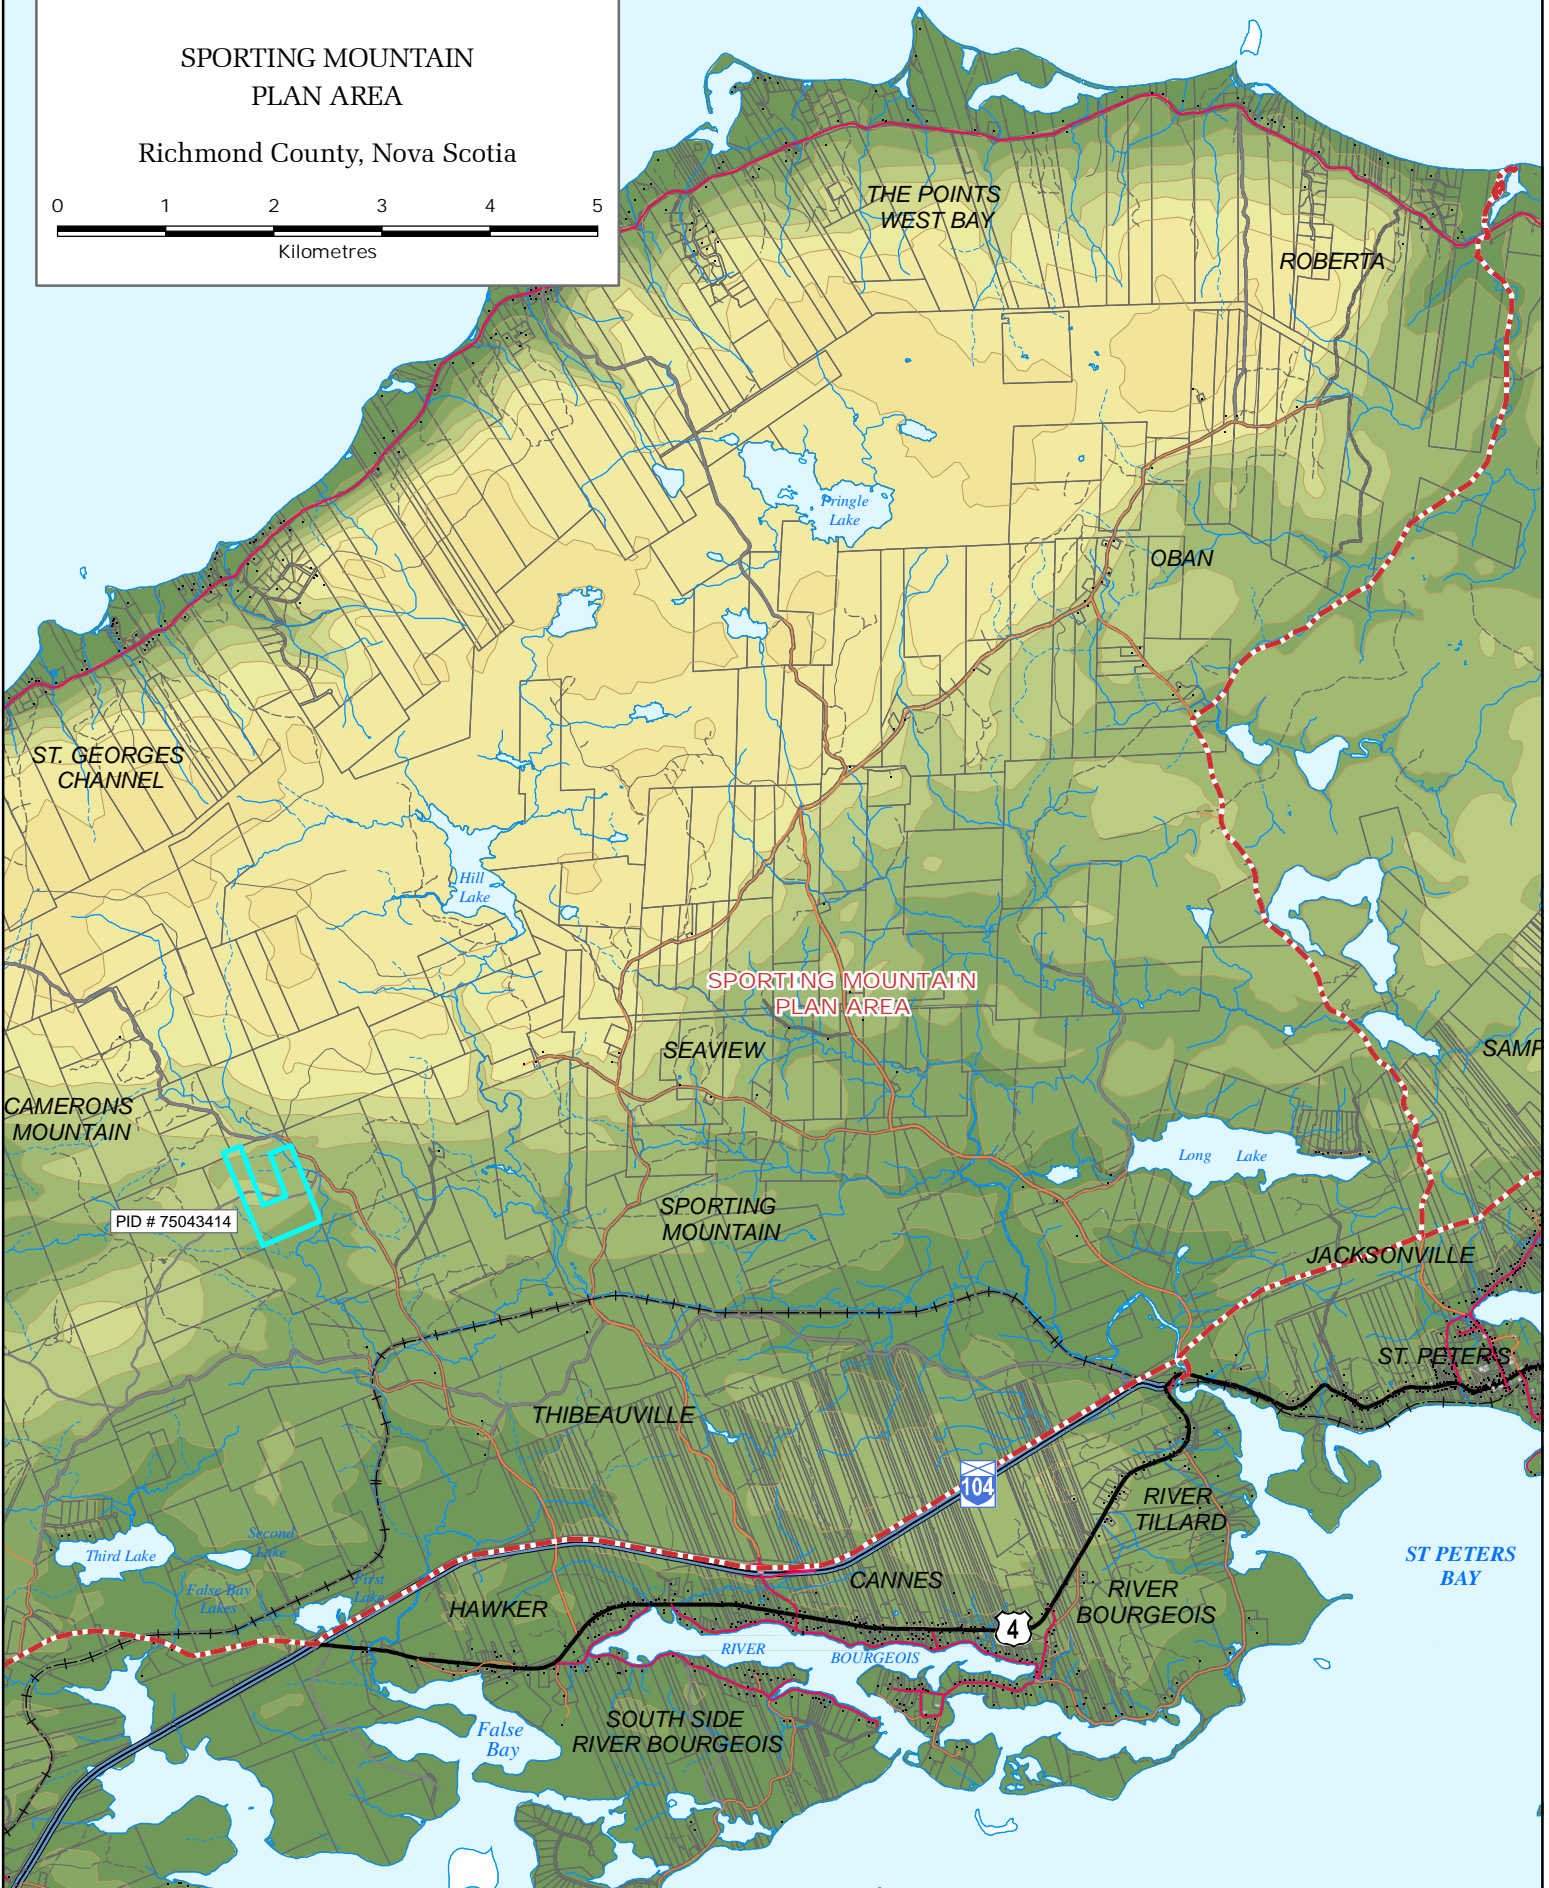 SPORTING MOUNTAIN
PLAN AREA
Richmond County, Nova Scotia
0 1 2 3 4 5
Kilometres
THE POINTS
WEST BAY
ROBERTA
Pringle
Lake
OBAN
ST. GEORGES
CHANNEL
Hill
Lake
SPORTING MOUNTAIN
PLAN AREA
SEAVIEW
SAMP
CAMERONS
MOUNTAIN
Long Lake
PID # 75043414
SPORTING
MOUNTAIN
JACKSONVILLE
ST. PETER'S
THIBEAUVILLE
104
RIVER
TILLARD
Second
Lake
Third Lake
ST PETERS
BAY
First
Lake
False Bay
Lakes
CANNES
HAWKER
RIVER
BOURGEOIS
4
RIVER BOURGEOIS
SOUTH SIDE
RIVER BOURGEOIS
False
Bay